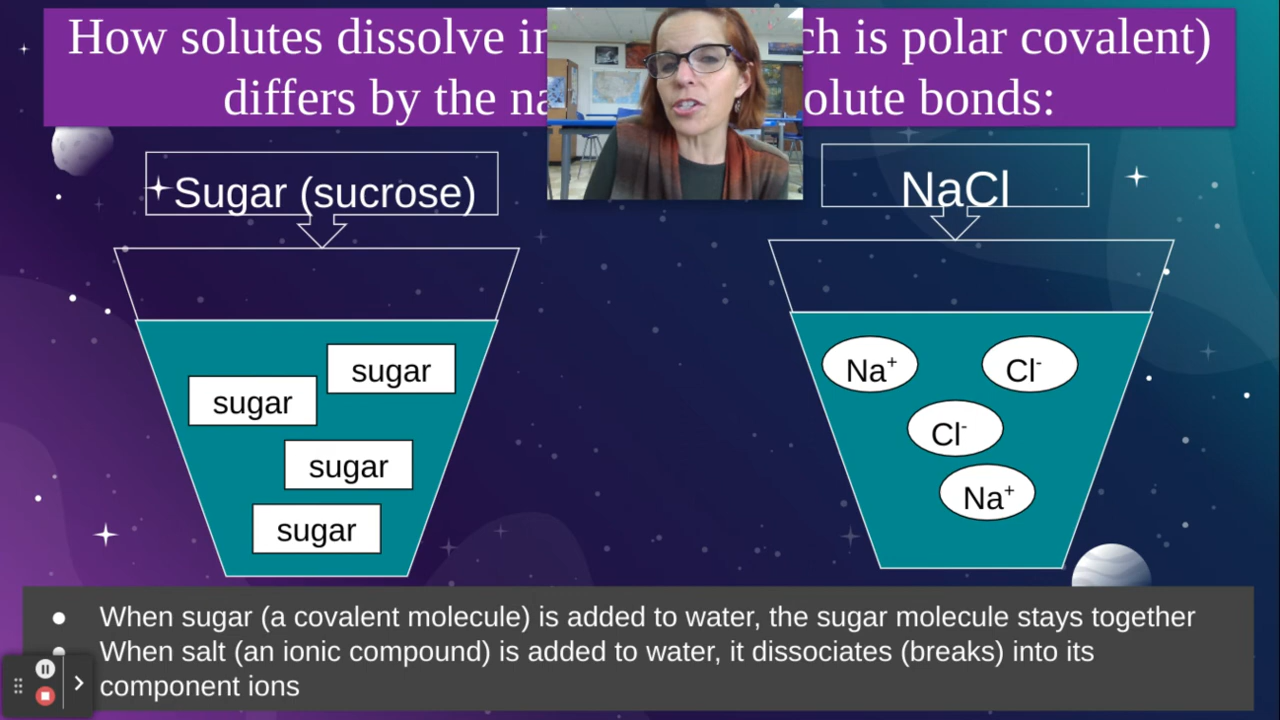 How solutes dissolve in ch is polar covalent)
differs by the na olute bonds:
Sugar (sucrose)
NaCl
sugar
sugar
sugar
sugar
Na⁺
Cl⁻
Cl⁻
Na⁺
● When sugar (a covalent molecule) is added to water, the sugar molecule stays together
● When salt (an ionic compound) is added to water, it dissociates (breaks) into its
component ions